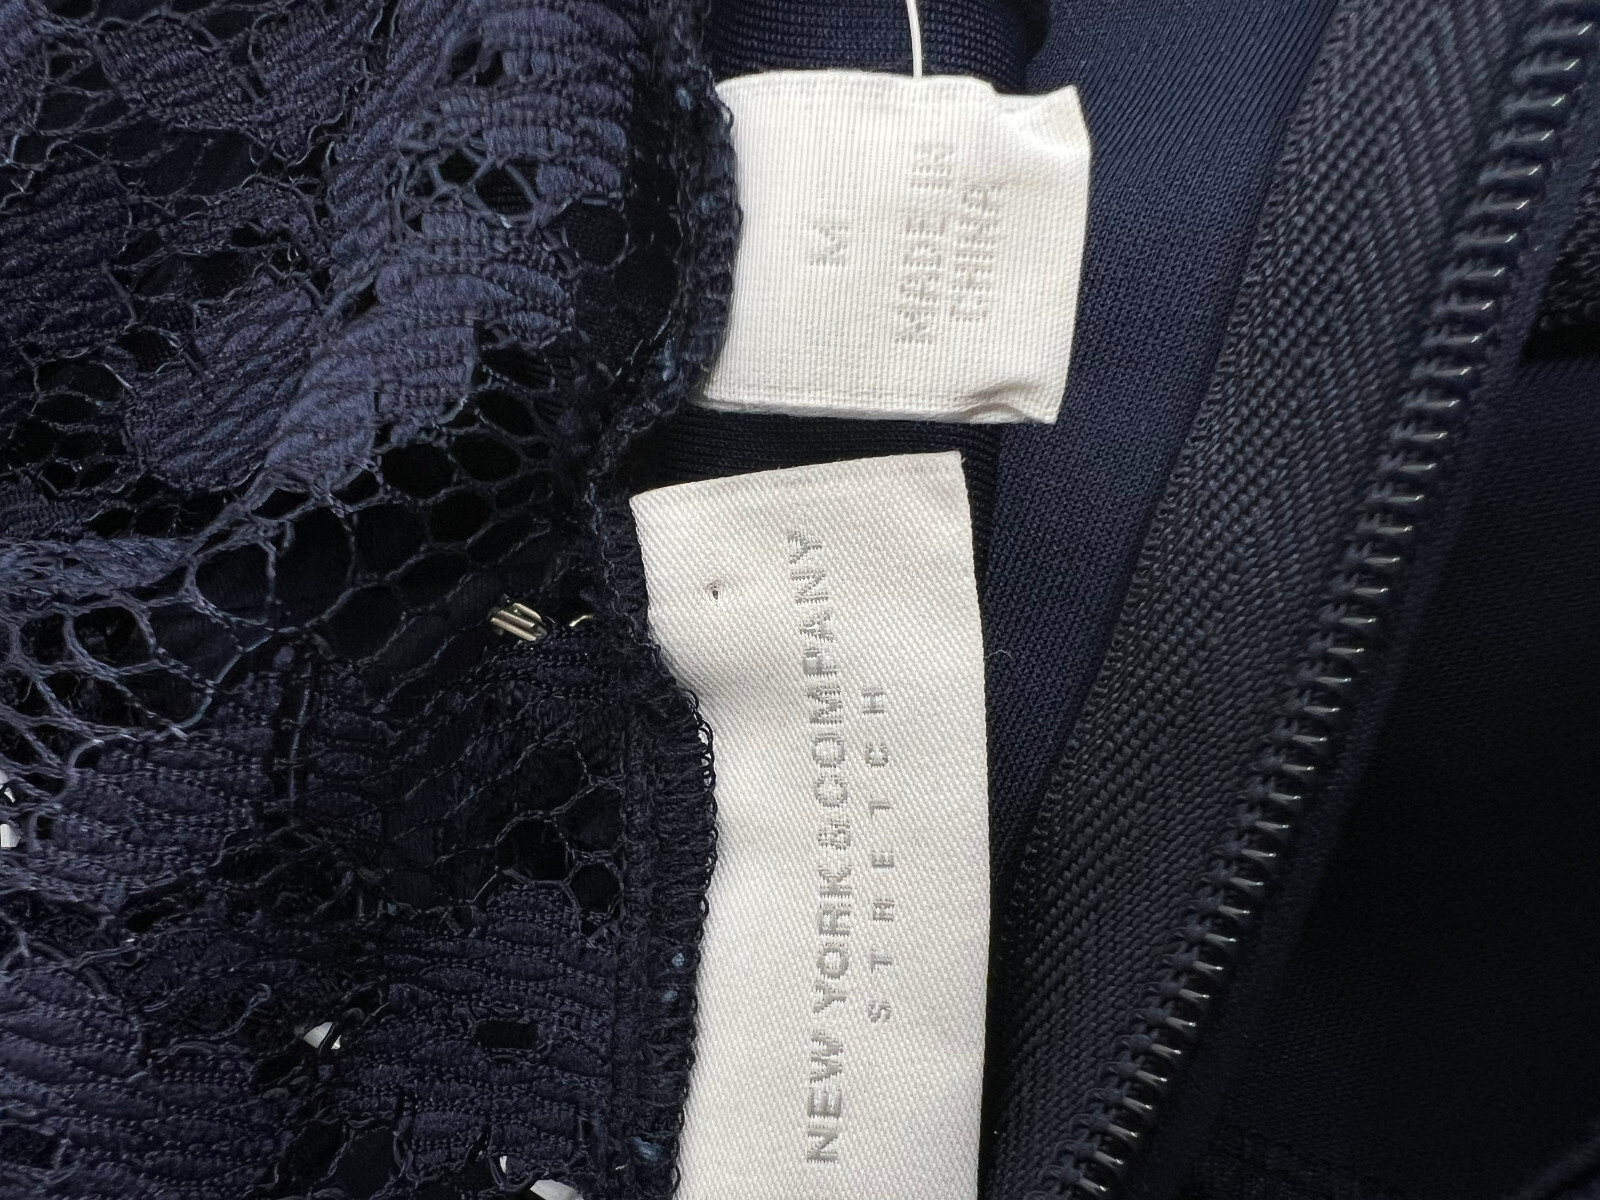 M
MADE IN
CHINA
NEW YORK & COMPANY
STRETCH